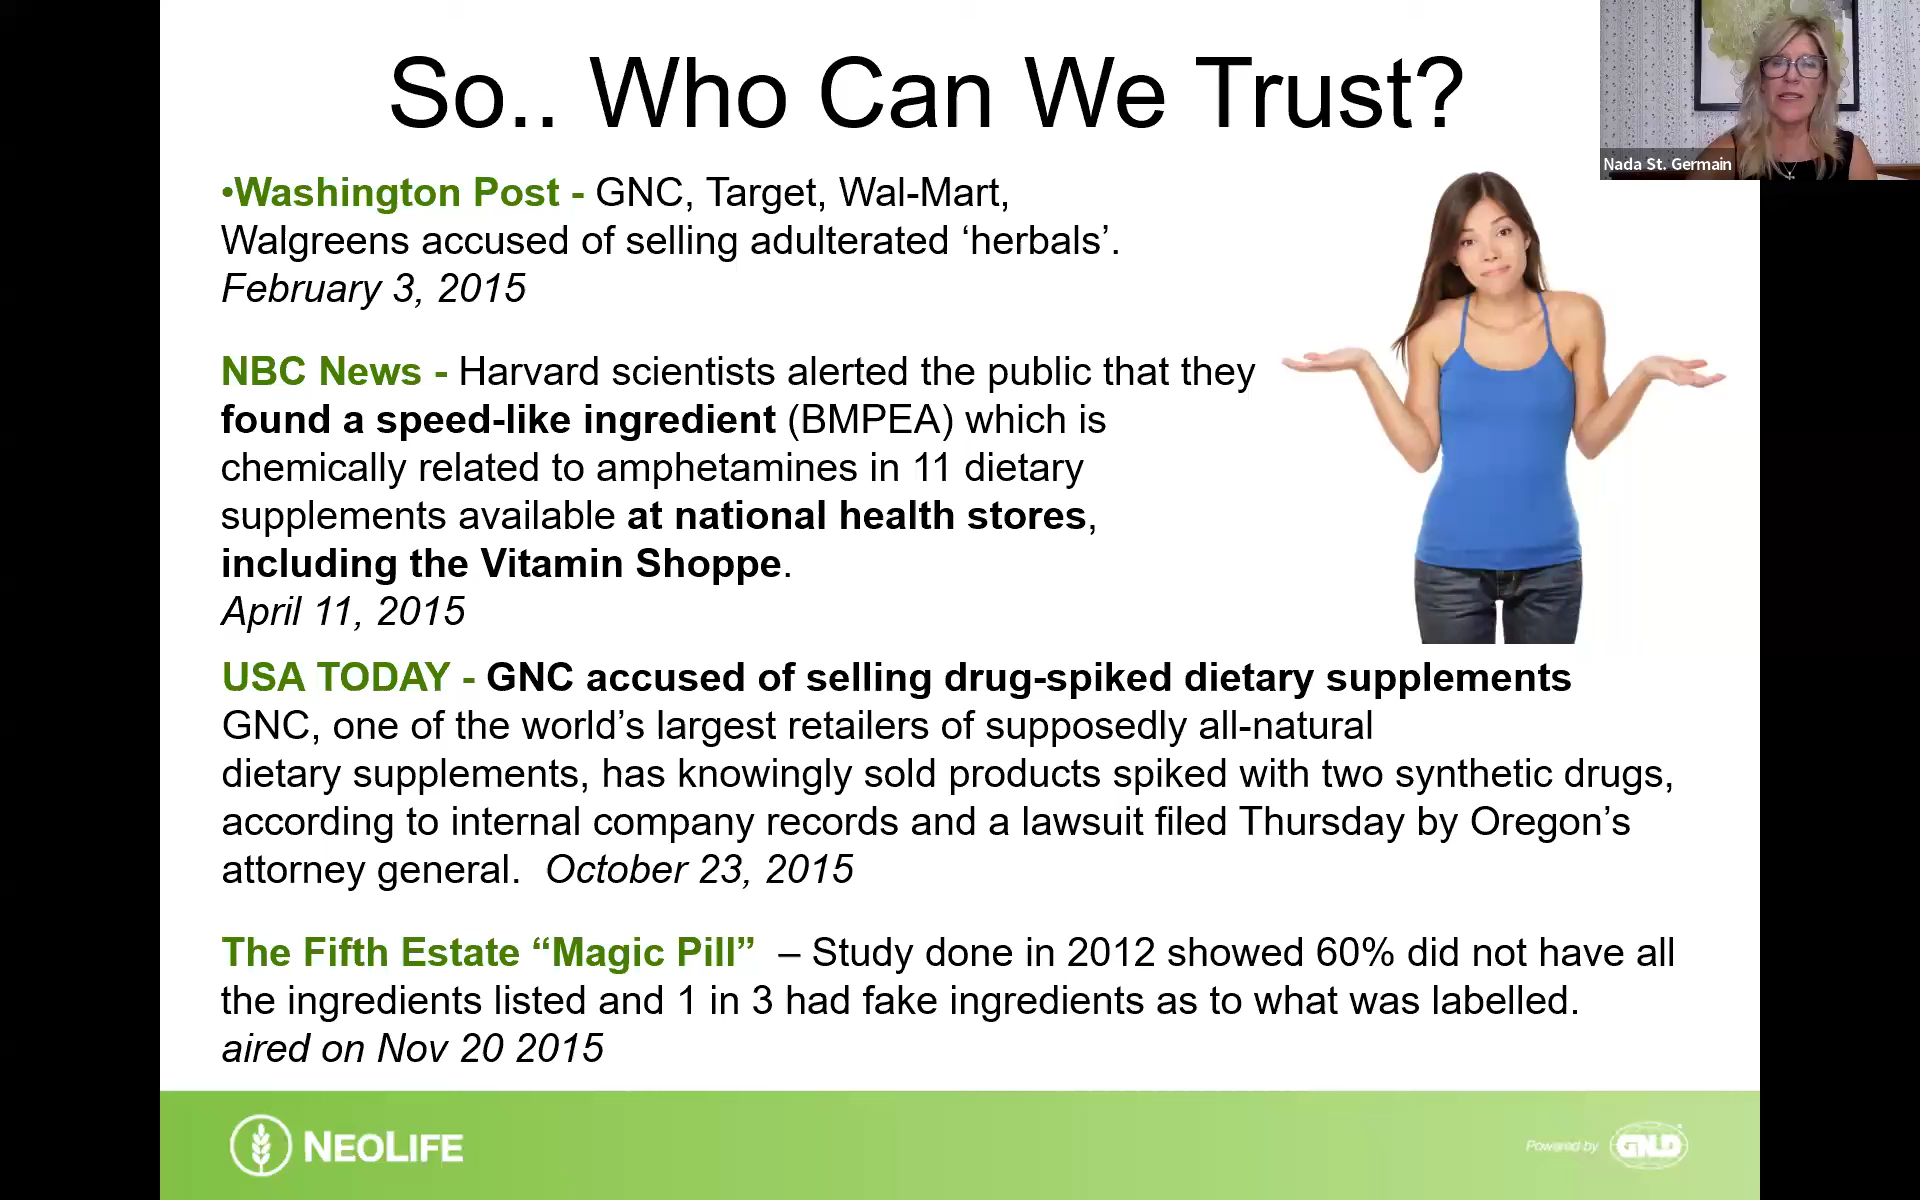 So.. Who Can We Trust?
Nada St. Germain
•Washington Post - GNC, Target, Wal-Mart,
Walgreens accused of selling adulterated ‘herbals’.
February 3, 2015
NBC News - Harvard scientists alerted the public that they
found a speed-like ingredient (BMPEA) which is
chemically related to amphetamines in 11 dietary
supplements available at national health stores,
including the Vitamin Shoppe.
April 11, 2015
USA TODAY - GNC accused of selling drug-spiked dietary supplements
GNC, one of the world’s largest retailers of supposedly all-natural
dietary supplements, has knowingly sold products spiked with two synthetic drugs,
according to internal company records and a lawsuit filed Thursday by Oregon’s
attorney general. October 23, 2015
The Fifth Estate “Magic Pill” – Study done in 2012 showed 60% did not have all
the ingredients listed and 1 in 3 had fake ingredients as to what was labelled.
aired on Nov 20 2015
NEOLIFE
Powered by GNLD